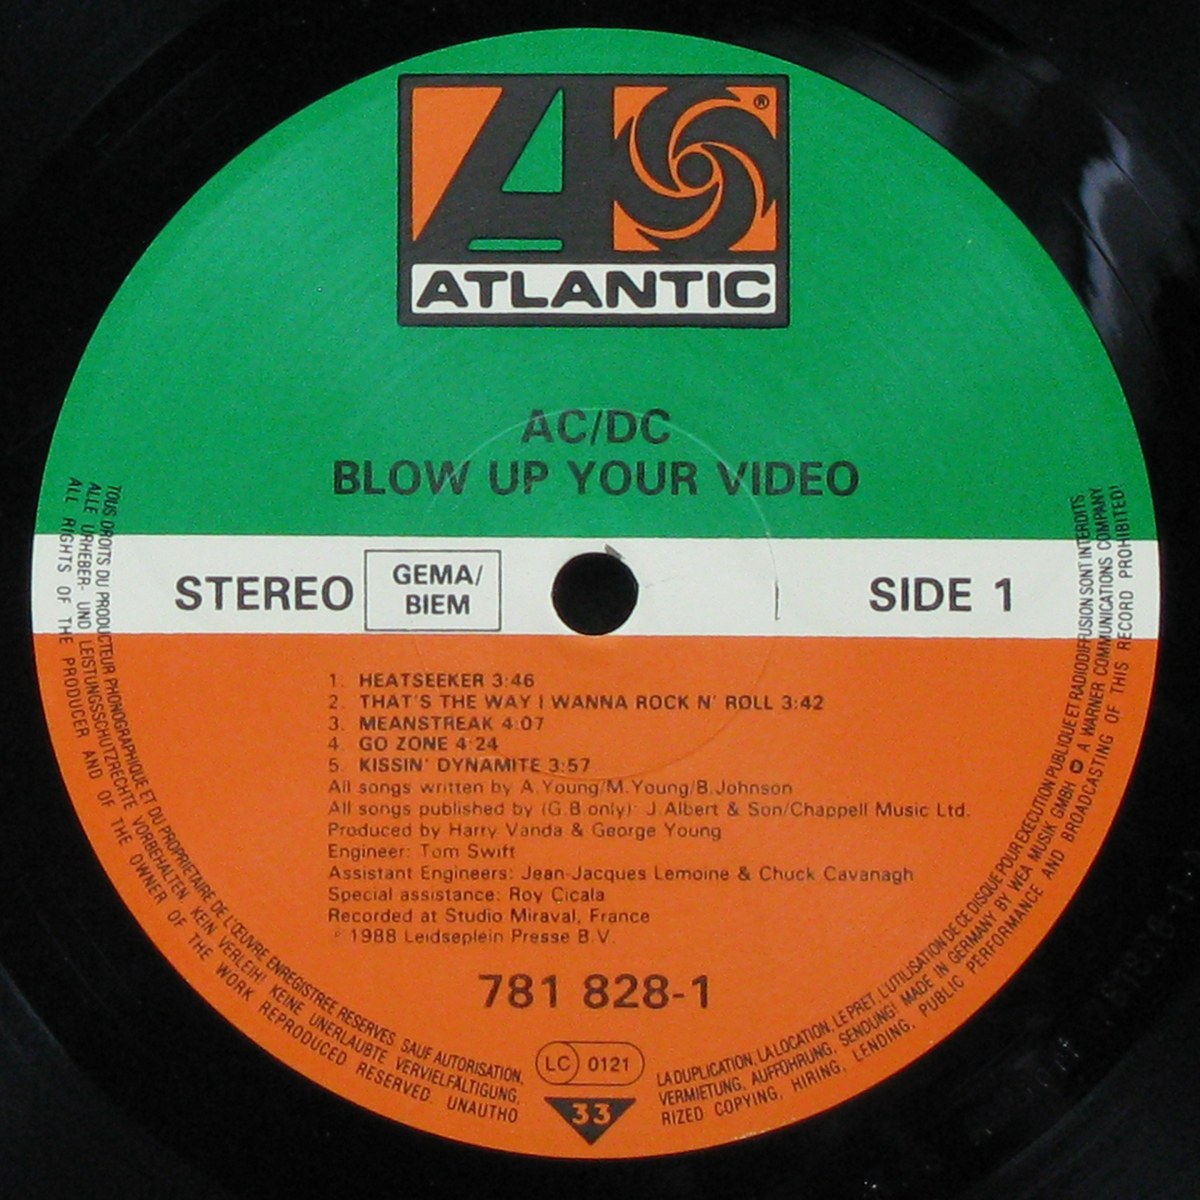 ATLANTIC ®
AC/DC
BLOW UP YOUR VIDEO
STEREO
GEMA/
BIEM
SIDE 1
1. HEATSEEKER 3:46
2. THAT'S THE WAY I WANNA ROCK N' ROLL 3:42
3. MEANSTREAK 4:07
4. GO ZONE 4:24
5. KISSIN' DYNAMITE 3:57
All songs written by A.Young/M.Young/B.Johnson
All songs published by (G.B.only): J.Albert & Son/Chappell Music Ltd.
Produced by Harry Vanda & George Young
Engineer: Tom Swift
Assistant Engineers: Jean-Jacques Lemoine & Chuck Cavanagh
Special assistance: Roy Cicala
Recorded at Studio Miraval, France
℗ 1988 Leidseplein Presse B.V.
781 828-1
LC 0121
33
TOUS DROITS DU PRODUCTEUR PHONOGRAPHIQUE ET DU PROPRIETAIRE DE L'ŒUVRE ENREGISTREE RESERVES. SAUF AUTORISATION, LA DUPLICATION, LA LOCATION, LE PRET, L'UTILISATION DE CE DISQUE POUR EXECUTION PUBLIQUE ET RADIODIFFUSION SONT INTERDITS
ALLE URHEBER- UND LEISTUNGSSCHUTZRECHTE VORBEHALTEN. KEIN VERLEIH! KEINE UNERLAUBTE VERVIELFÄLTIGUNG, VERMIETUNG, AUFFÜHRUNG, SENDUNG! MADE IN GERMANY BY WEA MUSIK GMBH A WARNER COMMUNICATIONS COMPANY
ALL RIGHTS OF THE PRODUCER AND OF THE OWNER OF THE WORK REPRODUCED RESERVED. UNAUTHORIZED COPYING, HIRING, LENDING, PUBLIC PERFORMANCE AND BROADCASTING OF THIS RECORD PROHIBITED!